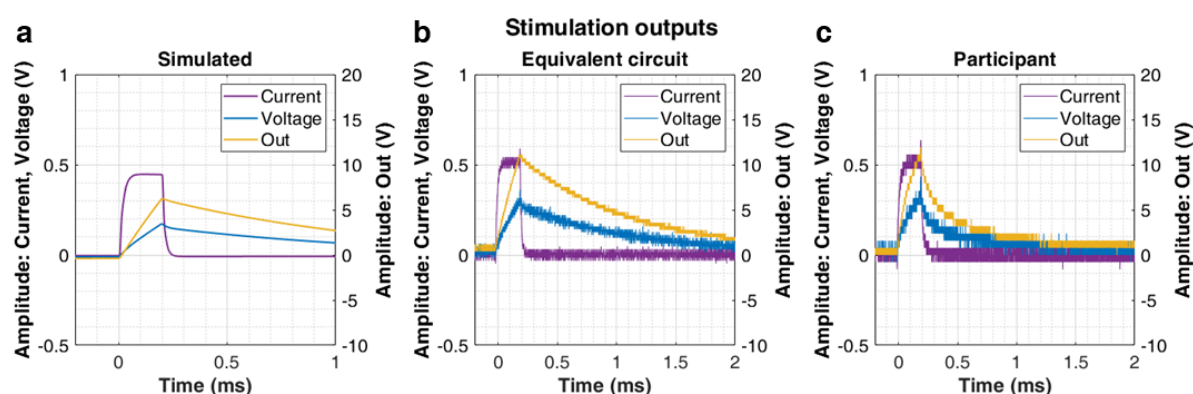 Stimulation outputs
a
Simulated
Amplitude: Current, Voltage (V)
1
0.5
0
-0.5
Current
Voltage
Out
20
15
10
5
0
-5
-10
Amplitude: Out (V)
0
0.5
1
Time (ms)
b
Equivalent circuit
Amplitude: Current, Voltage (V)
1
0.5
0
-0.5
Current
Voltage
Out
20
15
10
5
0
-5
-10
Amplitude: Out (V)
0
0.5
1
1.5
2
Time (ms)
c
Participant
Amplitude: Current, Voltage (V)
1
0.5
0
-0.5
Current
Voltage
Out
20
15
10
5
0
-5
-10
Amplitude: Out (V)
0
0.5
1
1.5
2
Time (ms)